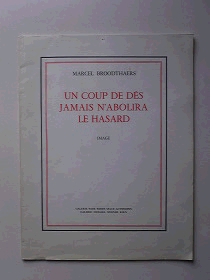 MARCEL BROODTHAERS
UN COUP DE DÉS
JAMAIS N'ABOLIRA
LE HASARD
IMAGE